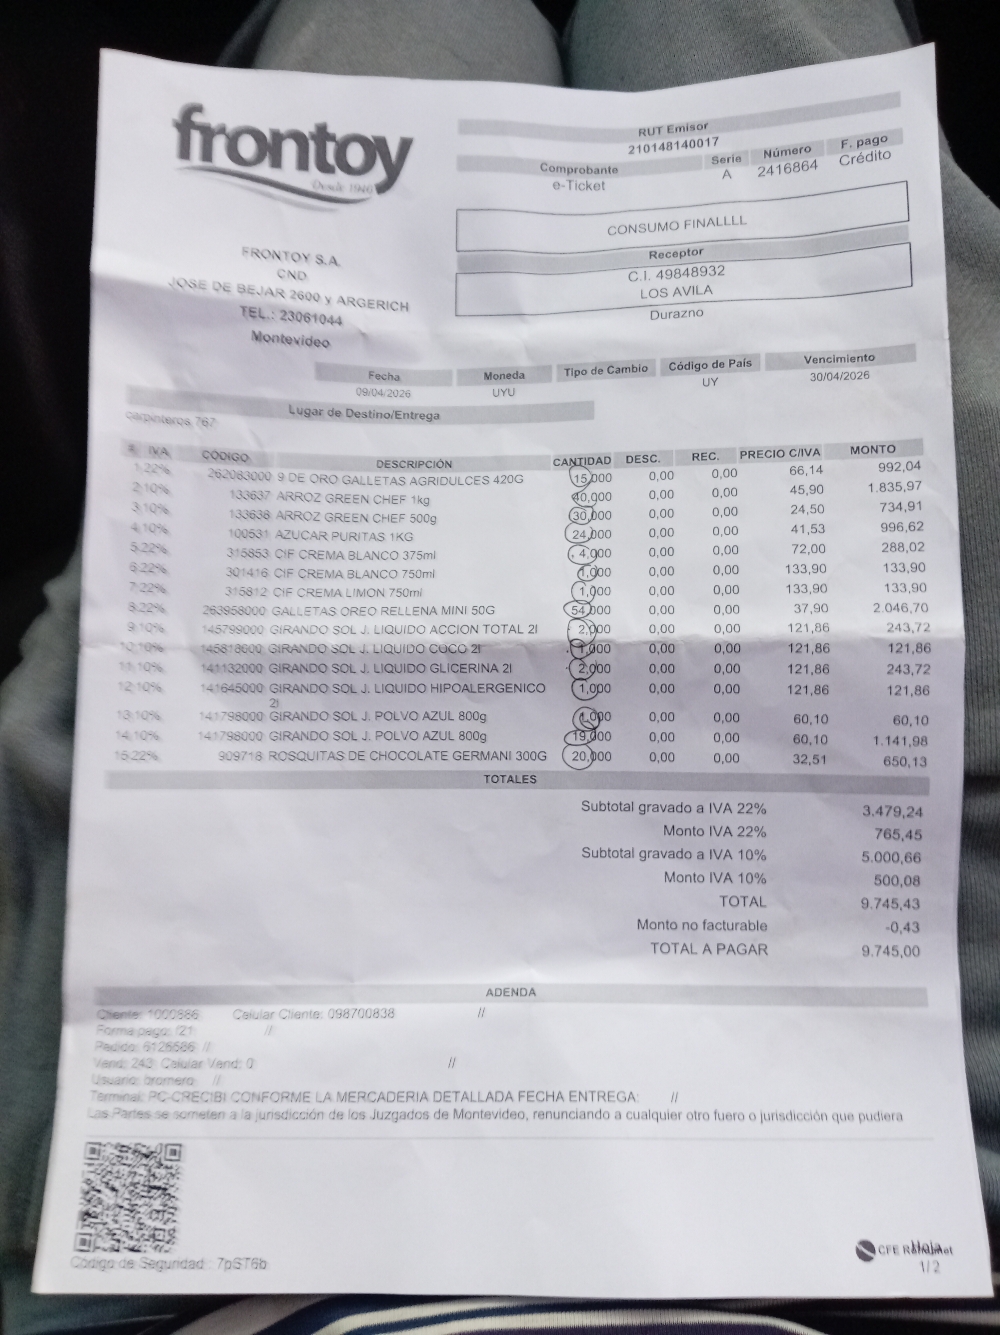 frontoy
Desde 1940
FRONTOY S.A.
CND
JOSE DE BEJAR 2600 y ARGERICH
TEL.: 23061044
Montevideo
RUT Emisor
210148140017
Comprobante Serie Número F. pago
e-Ticket A 2416864 Crédito
CONSUMO FINALLLL
Receptor
C.I. 49848932
LOS AVILA
Durazno
Fecha Moneda Tipo de Cambio Código de País Vencimiento
09/04/2026 UYU UY 30/04/2026
Lugar de Destino/Entrega
carpinteros 767
# IVA CÓDIGO DESCRIPCIÓN CANTIDAD DESC. REC. PRECIO C/IVA MONTO
1 22% 262083000 9 DE ORO GALLETAS AGRIDULCES 420G 15,000 0,00 0,00 66,14 992,04
2 10% 133637 ARROZ GREEN CHEF 1kg 40,000 0,00 0,00 45,90 1.835,97
3 10% 133638 ARROZ GREEN CHEF 500g 30,000 0,00 0,00 24,50 734,91
4 10% 100531 AZUCAR PURITAS 1KG 24,000 0,00 0,00 41,53 996,62
5 22% 315853 CIF CREMA BLANCO 375ml 4,000 0,00 0,00 72,00 288,02
6 22% 301416 CIF CREMA BLANCO 750ml 1,000 0,00 0,00 133,90 133,90
7 22% 315812 CIF CREMA LIMON 750ml 1,000 0,00 0,00 133,90 133,90
8 22% 263958000 GALLETAS OREO RELLENA MINI 50G 54,000 0,00 0,00 37,90 2.046,70
9 10% 145799000 GIRANDO SOL J. LIQUIDO ACCION TOTAL 2l 2,000 0,00 0,00 121,86 243,72
10 10% 145818000 GIRANDO SOL J. LIQUIDO COCO 2l 1,000 0,00 0,00 121,86 121,86
11 10% 141132000 GIRANDO SOL J. LIQUIDO GLICERINA 2l 2,000 0,00 0,00 121,86 243,72
12 10% 141645000 GIRANDO SOL J. LIQUIDO HIPOALERGENICO 1,000 0,00 0,00 121,86 121,86
2l
13 10% 141798000 GIRANDO SOL J. POLVO AZUL 800g 1,000 0,00 0,00 60,10 60,10
14 10% 141798000 GIRANDO SOL J. POLVO AZUL 800g 19,000 0,00 0,00 60,10 1.141,98
15 22% 909718 ROSQUITAS DE CHOCOLATE GERMANI 300G 20,000 0,00 0,00 32,51 650,13
TOTALES
Subtotal gravado a IVA 22% 3.479,24
Monto IVA 22% 765,45
Subtotal gravado a IVA 10% 5.000,66
Monto IVA 10% 500,08
TOTAL 9.745,43
Monto no facturable -0,43
TOTAL A PAGAR 9.745,00
ADENDA
Cliente: 1000886 Celular Cliente: 098700838 //
Forma pago: (21 //
Pedido: 6126586 //
Vend: 243 Celular Vend: 0 //
Usuario: bromero //
Terminal: PC-CRECIBI CONFORME LA MERCADERIA DETALLADA FECHA ENTREGA: //
Las Partes se someten a la jurisdicción de los Juzgados de Montevideo, renunciando a cualquier otro fuero o jurisdicción que pudiera
Código de Seguridad : 7pST6b
CFE
Hoja
1/2